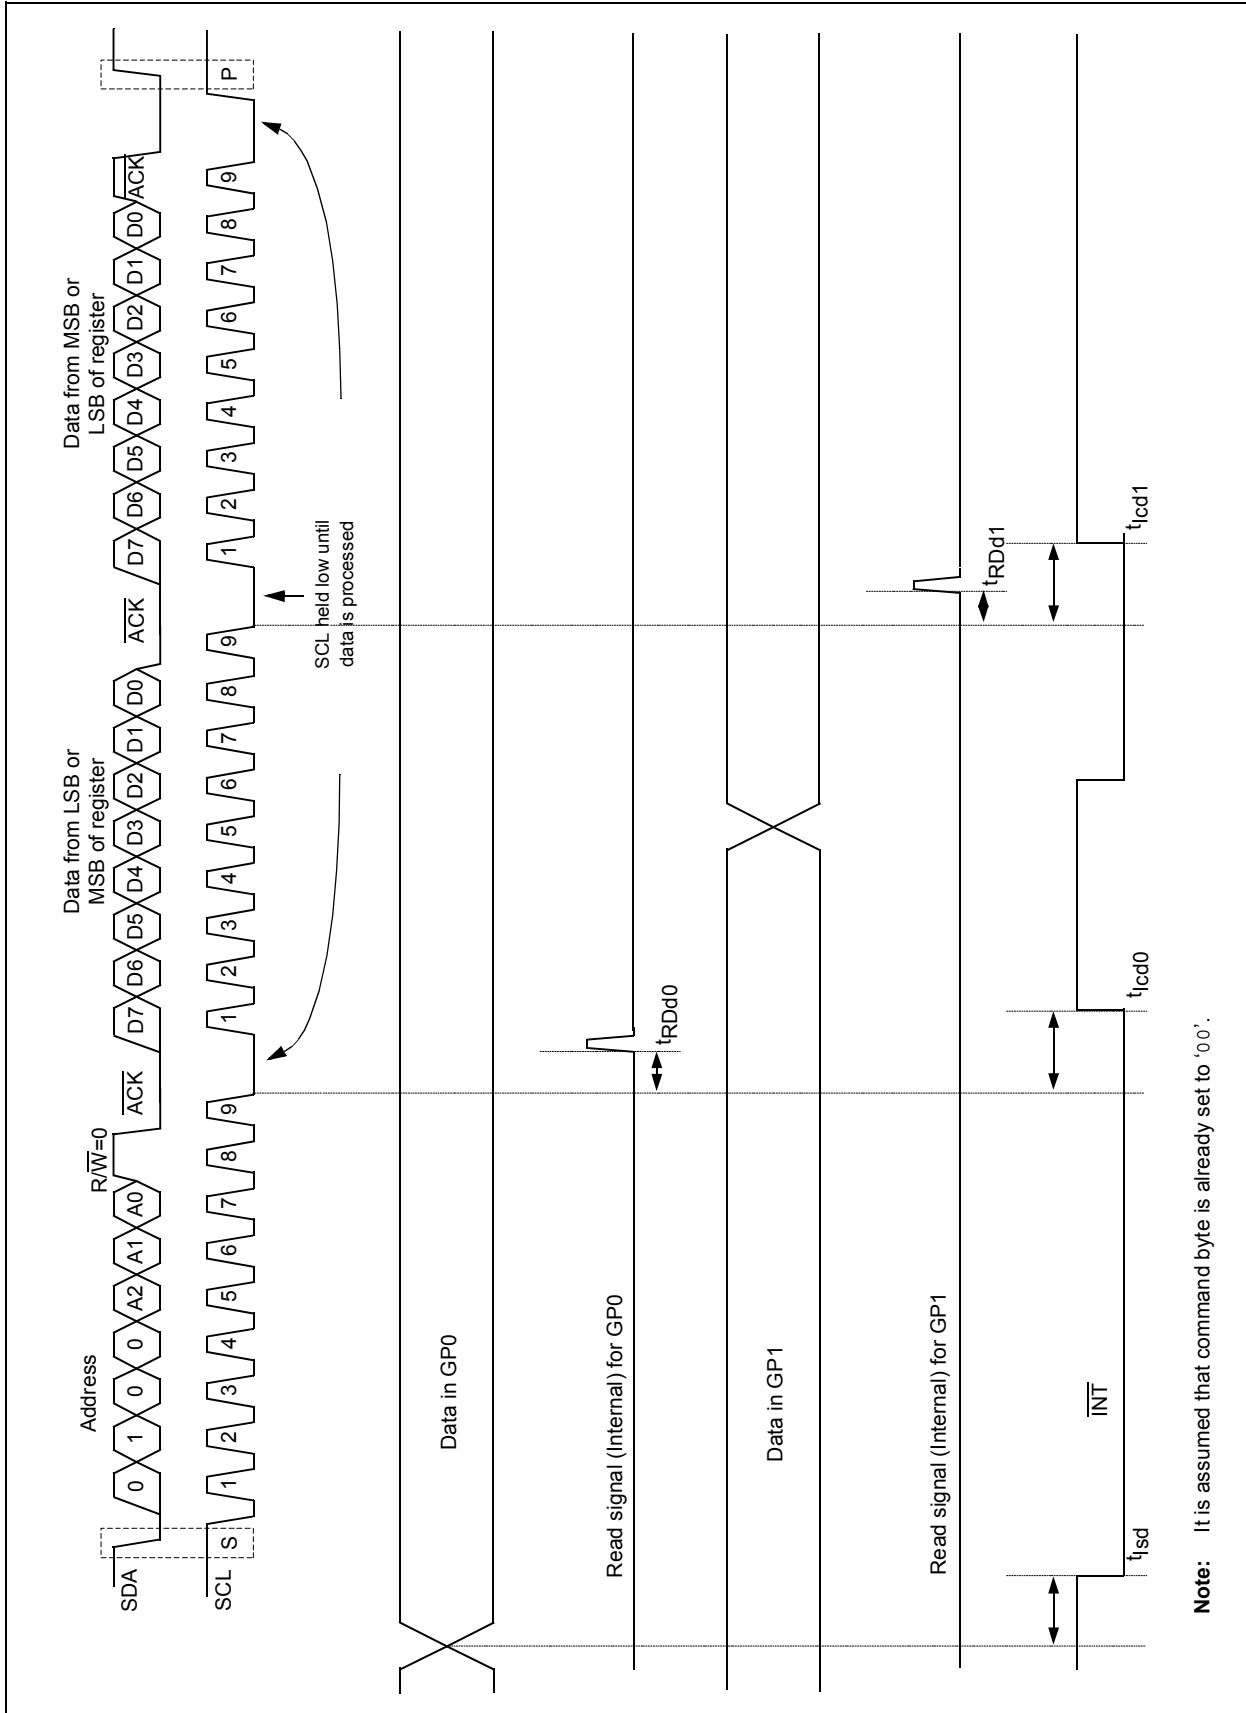 Address
R/W̅=0
A̅C̅K̅
Data from LSB or
MSB of register
A̅C̅K̅
Data from MSB or
LSB of register
SDA
0 1 0 0 0 A2 A1 A0
D7 D6 D5 D4 D3 D2 D1 D0
D7 D6 D5 D4 D3 D2 D1 D0 A̅C̅K̅
SCL
S 1 2 3 4 5 6 7 8 9 1 2 3 4 5 6 7 8 9 1 2 3 4 5 6 7 8 9 P
SCL held low until
data is processed
Data in GP0
Read signal (Internal) for GP0
tRDd0
Data in GP1
Read signal (Internal) for GP1
tRDd1
I̅N̅T̅
tIsd
tIcd0
tIcd1
Note: It is assumed that command byte is already set to ‘00’.